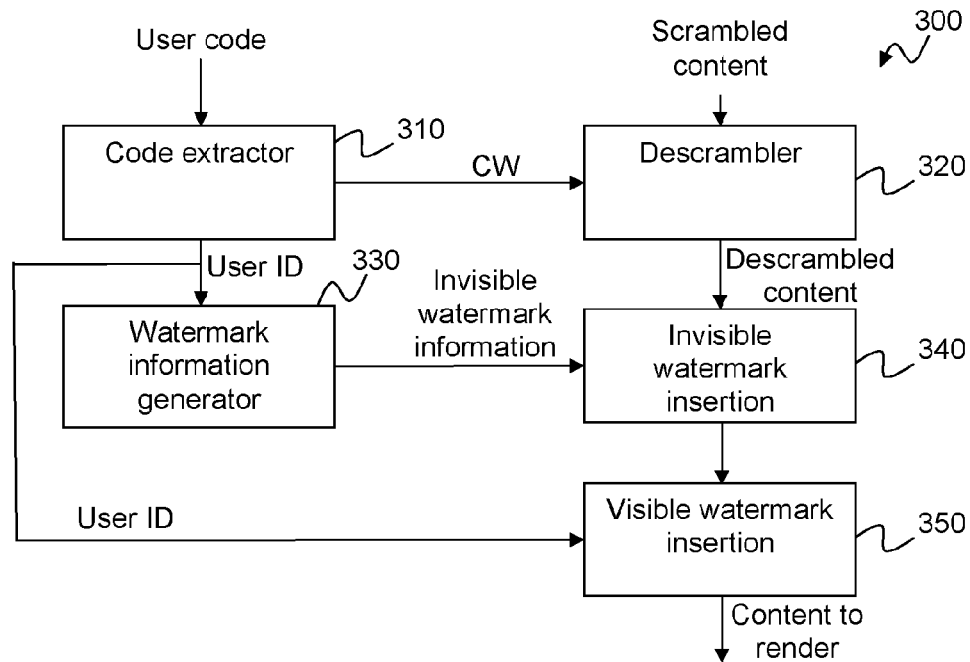 User code
Scrambled
content
300
Code extractor
310
CW
Descrambler
320
User ID
330
Descrambled
content
Invisible
watermark
information
Watermark
information
generator
Invisible
watermark
insertion
340
User ID
Visible watermark
insertion
350
Content to
render